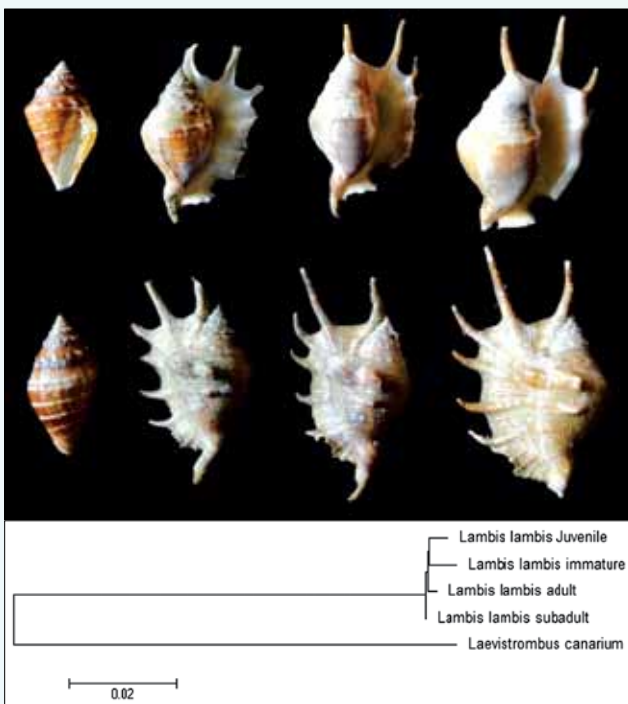 Lambis lambis Juvenile
Lambis lambis immature
Lambis lambis adult
Lambis lambis subadult
Laevistrombus canarium
0.02